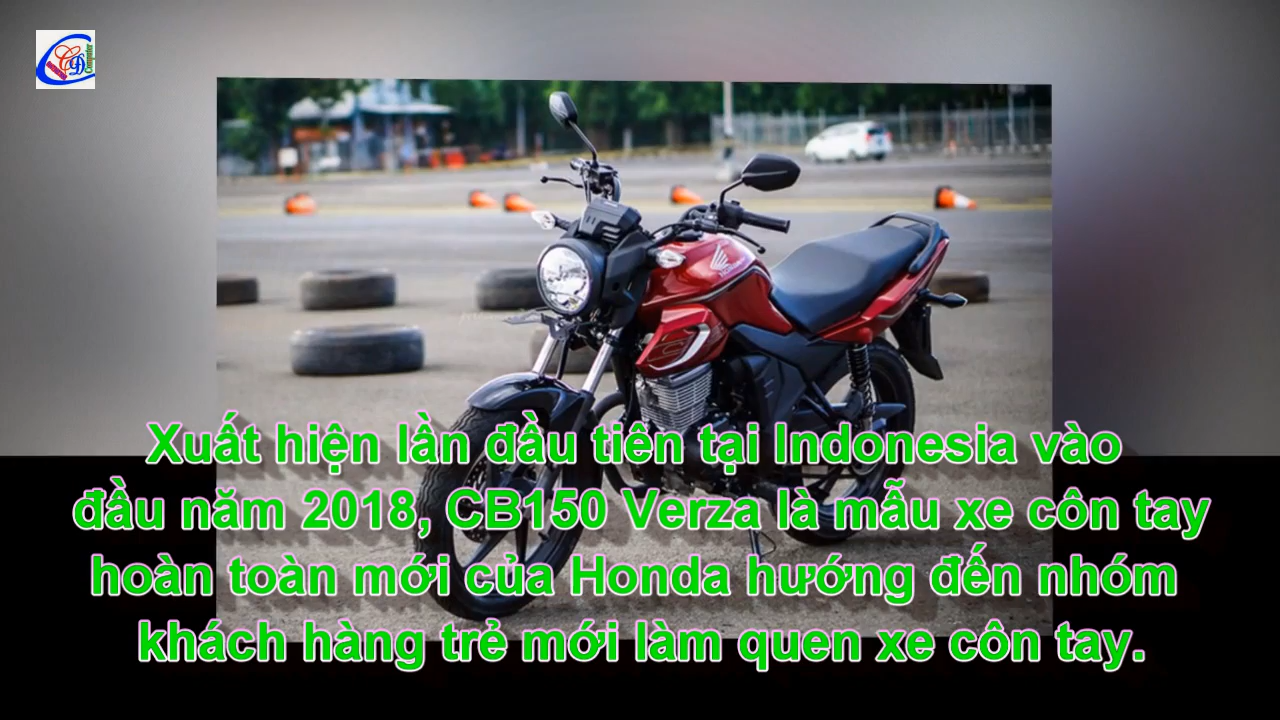 Xuất hiện lần đầu tiên tại Indonesia vào
đầu năm 2018, CB150 Verza là mẫu xe côn tay
hoàn toàn mới của Honda hướng đến nhóm
khách hàng trẻ mới làm quen xe côn tay.